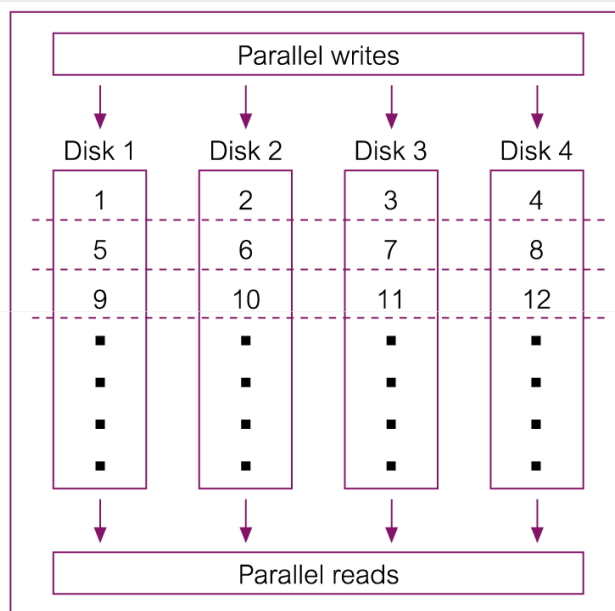 Parallel writes
Disk 1 Disk 2 Disk 3 Disk 4
1 2 3 4
5 6 7 8
9 10 11 12
Parallel reads